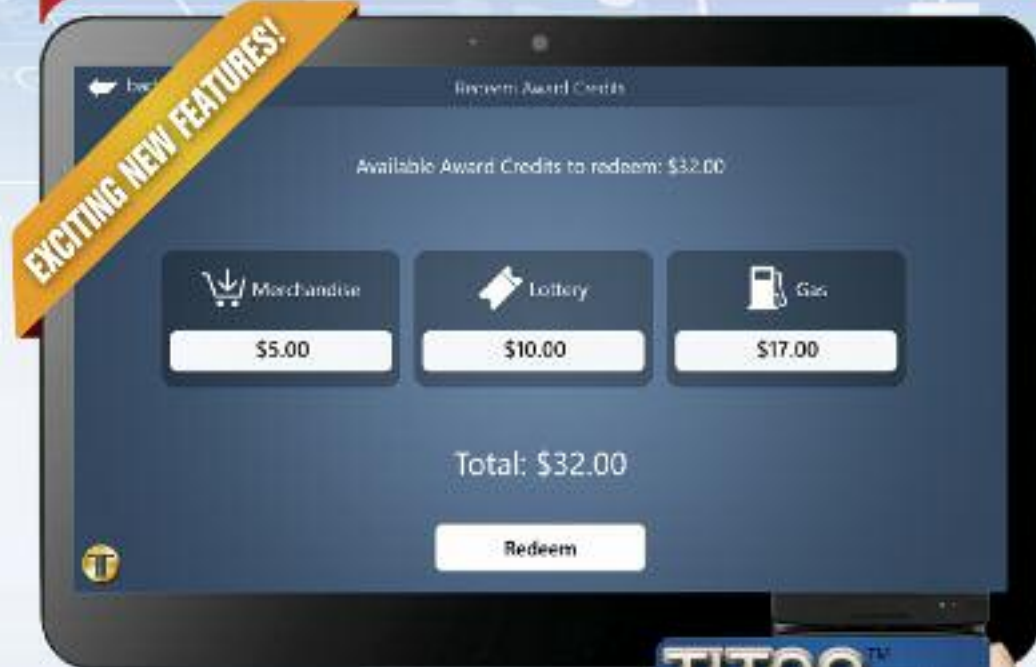 EXCITING NEW FEATURES!
Redeem Award Credits
Available Award Credits to redeem: $32.00
Merchandise
Lottery
Gas
$5.00
$10.00
$17.00
Total: $32.00
Redeem
T
TM